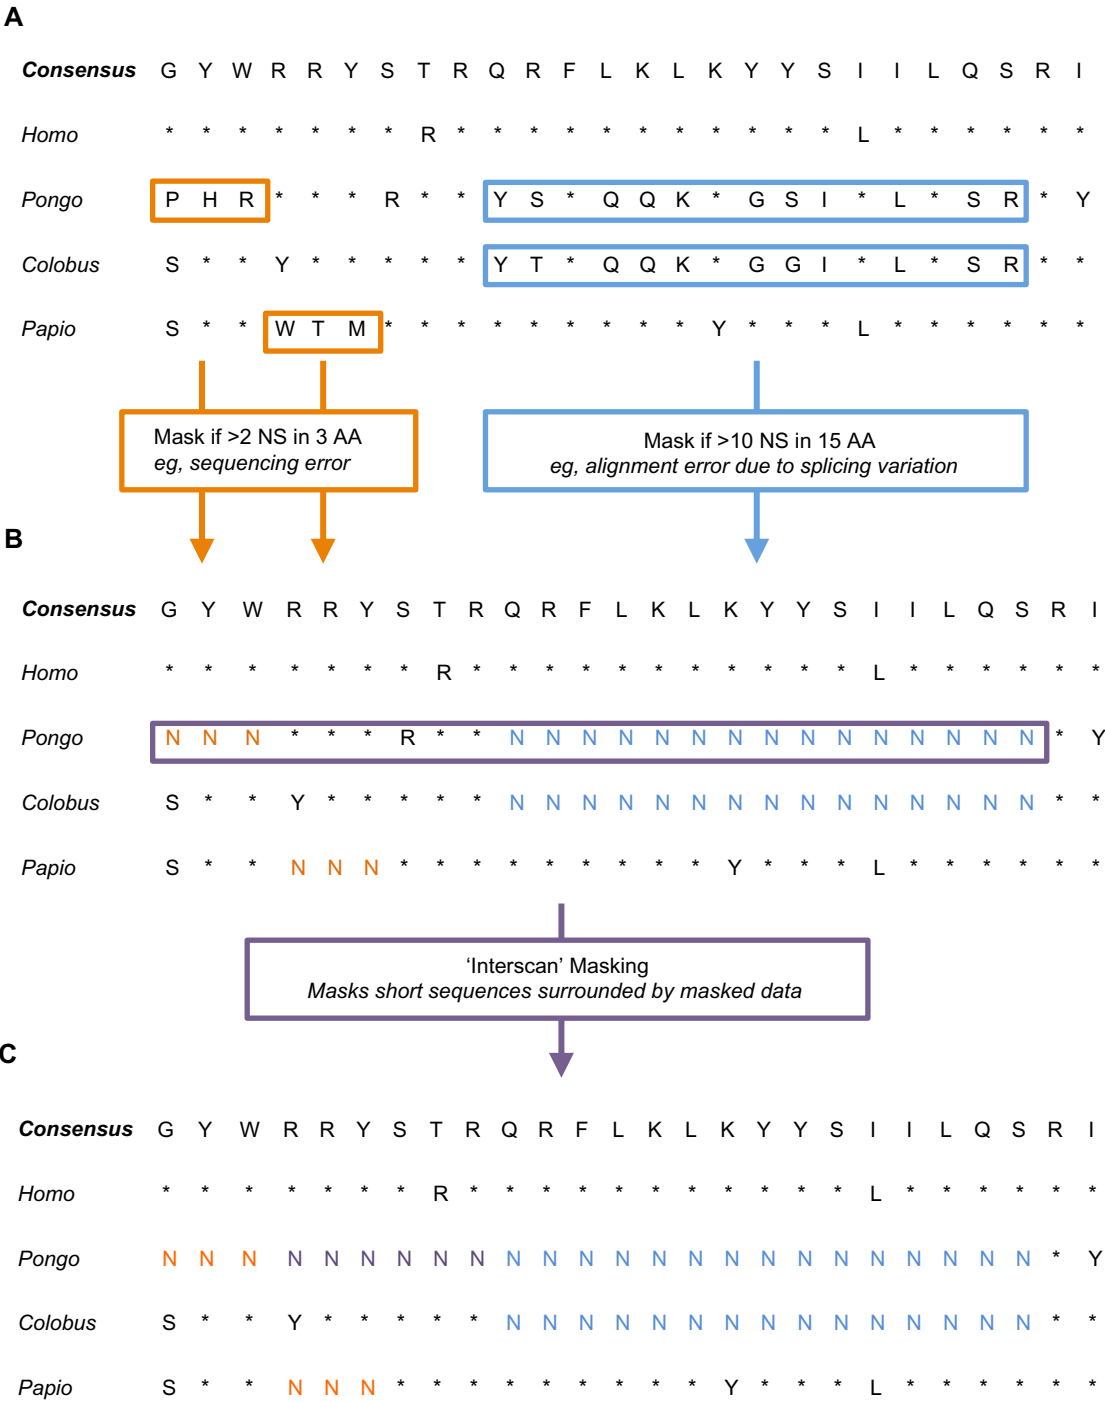 A
Consensus G Y W R R Y S T R Q R F L K L K Y Y S I I L Q S R I
Homo * * * * * * * R * * * * * * * * * * * L * * * * * *
Pongo P H R * * * R * * Y S * Q Q K * G S I * L * S R * Y
Colobus S * * Y * * * * * Y T * Q Q K * G G I * L * S R * *
Papio S * * W T M * * * * * * * * * Y * * * L * * * * * *
Mask if >2 NS in 3 AA
eg, sequencing error
Mask if >10 NS in 15 AA
eg, alignment error due to splicing variation
B
Consensus G Y W R R Y S T R Q R F L K L K Y Y S I I L Q S R I
Homo * * * * * * * R * * * * * * * * * * * L * * * * * *
Pongo N N N * * * R * * N N N N N N N N N N N N N N N * Y
Colobus S * * Y * * * * * N N N N N N N N N N N N N N N * *
Papio S * * N N N * * * * * * * * * Y * * * L * * * * * *
‘Interscan’ Masking
Masks short sequences surrounded by masked data
C
Consensus G Y W R R Y S T R Q R F L K L K Y Y S I I L Q S R I
Homo * * * * * * * R * * * * * * * * * * * L * * * * * *
Pongo N N N N N N N N N N N N N N N N N N N N N N N N * Y
Colobus S * * Y * * * * * N N N N N N N N N N N N N N N * *
Papio S * * N N N * * * * * * * * * Y * * * L * * * * * *